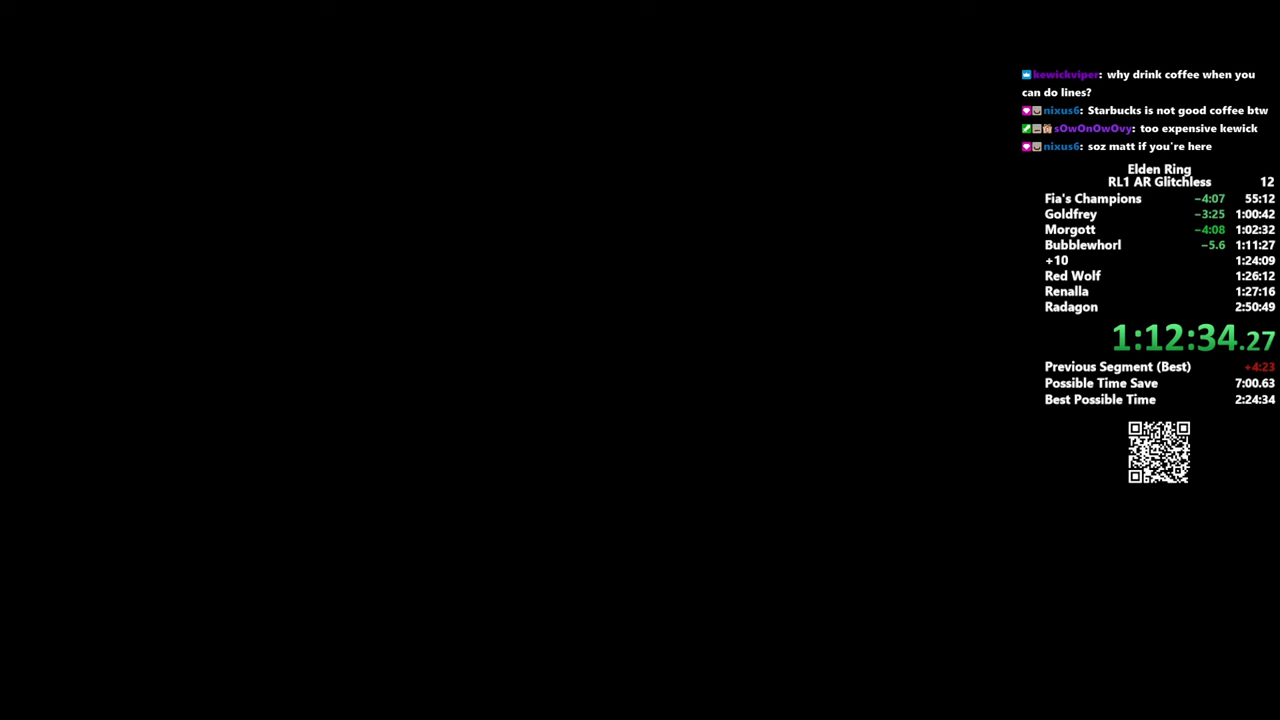 kewickviper: why drink coffee when you
can do lines?
nixus6: Starbucks is not good coffee btw
sOwOnOwOvy: too expensive kewick
nixus6: soz matt if you're here
Elden Ring
RL1 AR Glitchless 12
Fia's Champions −4:07 55:12
Goldfrey −3:25 1:00:42
Morgott −4:08 1:02:32
Bubblewhorl −5.6 1:11:27
+10 1:24:09
Red Wolf 1:26:12
Renalla 1:27:16
Radagon 2:50:49
1:12:34.27
Previous Segment (Best) +4:23
Possible Time Save 7:00.63
Best Possible Time 2:24:34